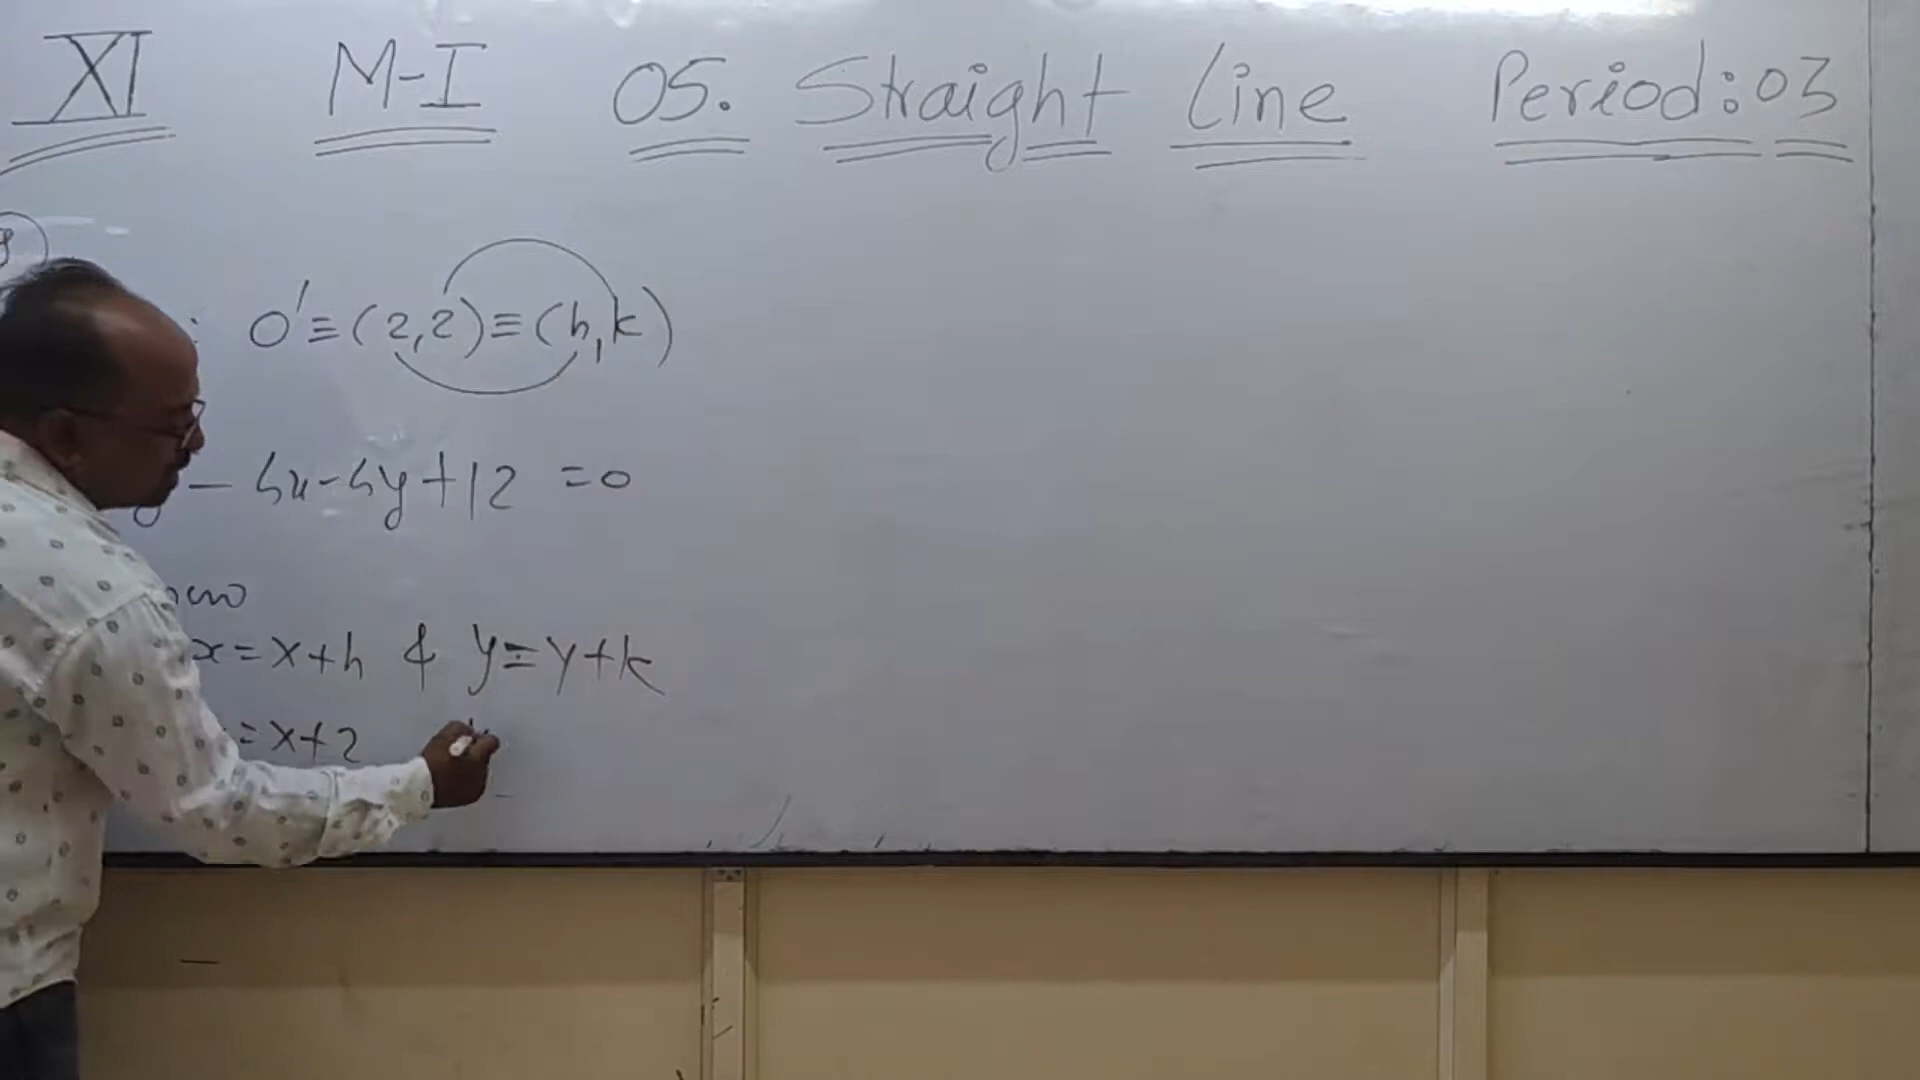 XI M-I 05. Straight Line Period: 03
: O'≡(2,2)≡(h,k)
y - 4x-4y+12 =0
x=X+h & y=Y+k
=X+2